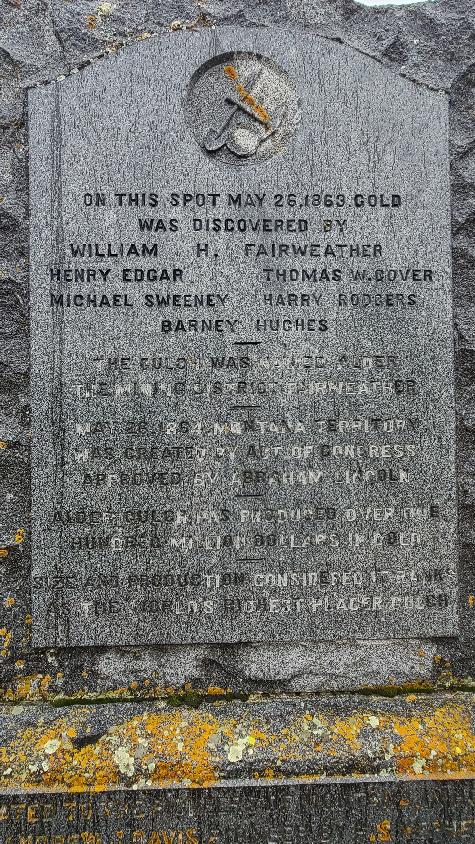 ON THIS SPOT MAY 26, 1863 GOLD
WAS DISCOVERED BY
WILLIAM H. FAIRWEATHER
HENRY EDGAR THOMAS W. COVER
MICHAEL SWEENEY HARRY RODGERS
BARNEY HUGHES
THE GULCH WAS NAMED ALDER
THE MINING DISTRICT FAIRWEATHER
MAY 26, 1864 MONTANA TERRITORY
WAS CREATED BY ACT OF CONGRESS
APPROVED BY ABRAHAM LINCOLN
ALDER GULCH HAS PRODUCED OVER ONE
HUNDRED MILLION DOLLARS IN GOLD
SIZE AND PRODUCTION CONSIDERED IT RANKS
AS THE WORLD'S RICHEST PLACER GULCH
DAVIS